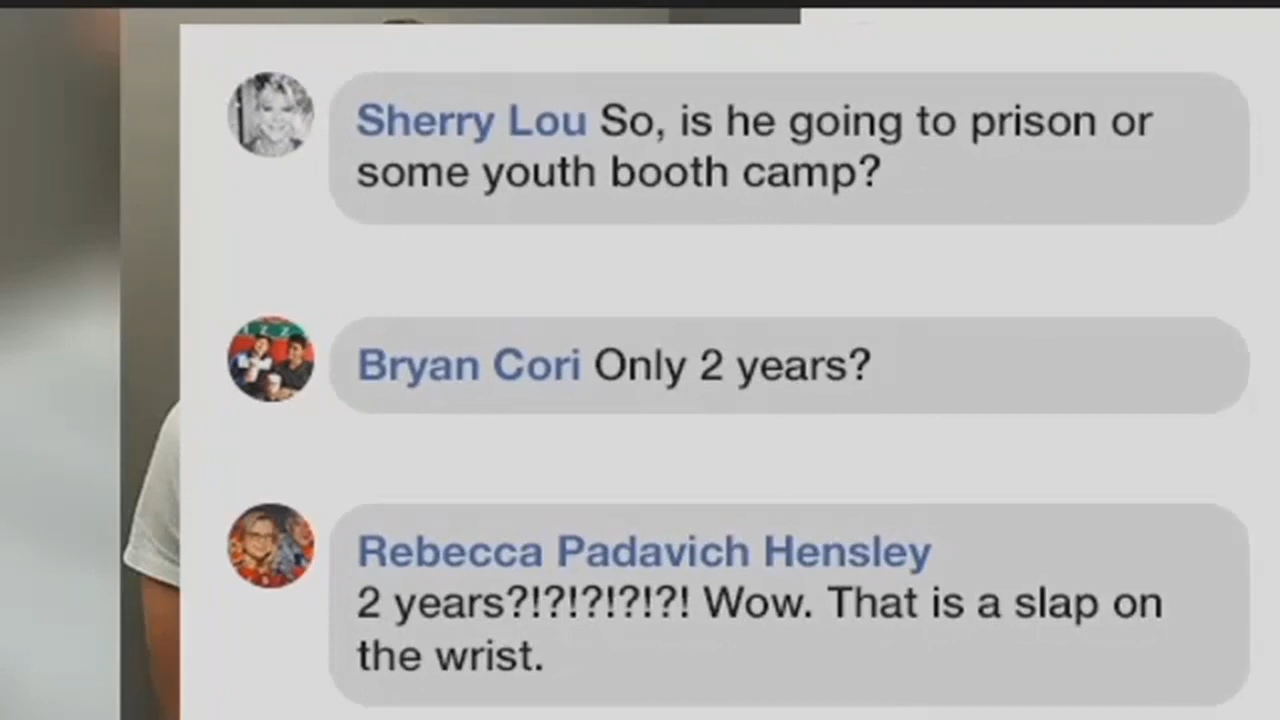 Sherry Lou So, is he going to prison or
some youth booth camp?
Bryan Cori Only 2 years?
Rebecca Padavich Hensley
2 years?!?!?!?!?! Wow. That is a slap on
the wrist.